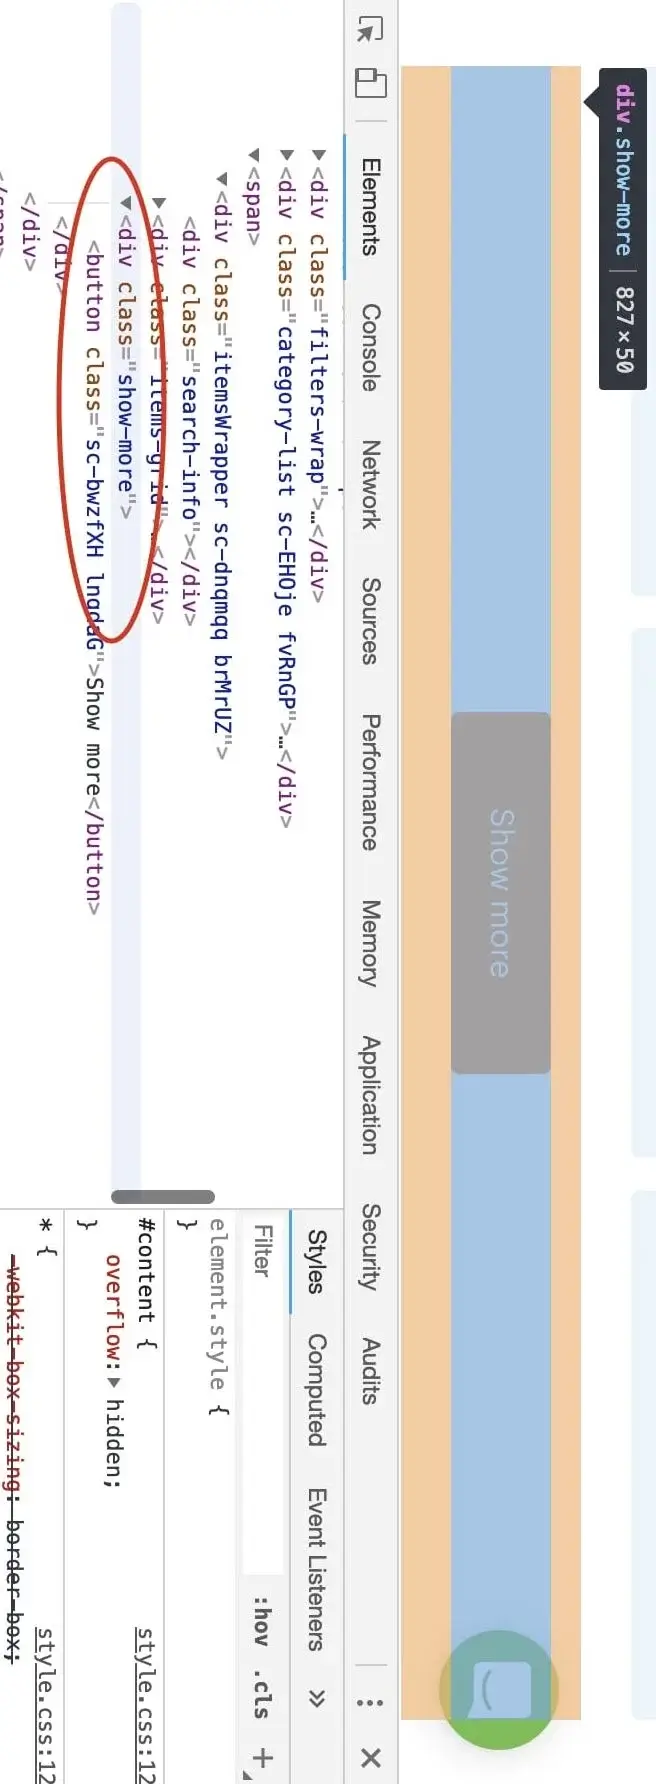 div.show-more | 827×50
Show more
Elements Console Network Sources Performance Memory Application Security Audits
▶<div class="filters-wrap">…</div>
▶<div class="category-list sc-EHOje fvRnGP">…</div>
▼<span>
▼<div class="itemsWrapper sc-dnqmqq brMrUZ">
<div class="search-info"></div>
▶<div class="items-grid">…</div>
▼<div class="show-more">
<button class="sc-bwzfXH lnqdaG">Show more</button>
</div>
</div>
</span>
Styles Computed Event Listeners »
Filter :hov .cls +
element.style {
}
#content { style.css:12
overflow:▶ hidden;
}
* { style.css:12
-webkit-box-sizing: border-box;